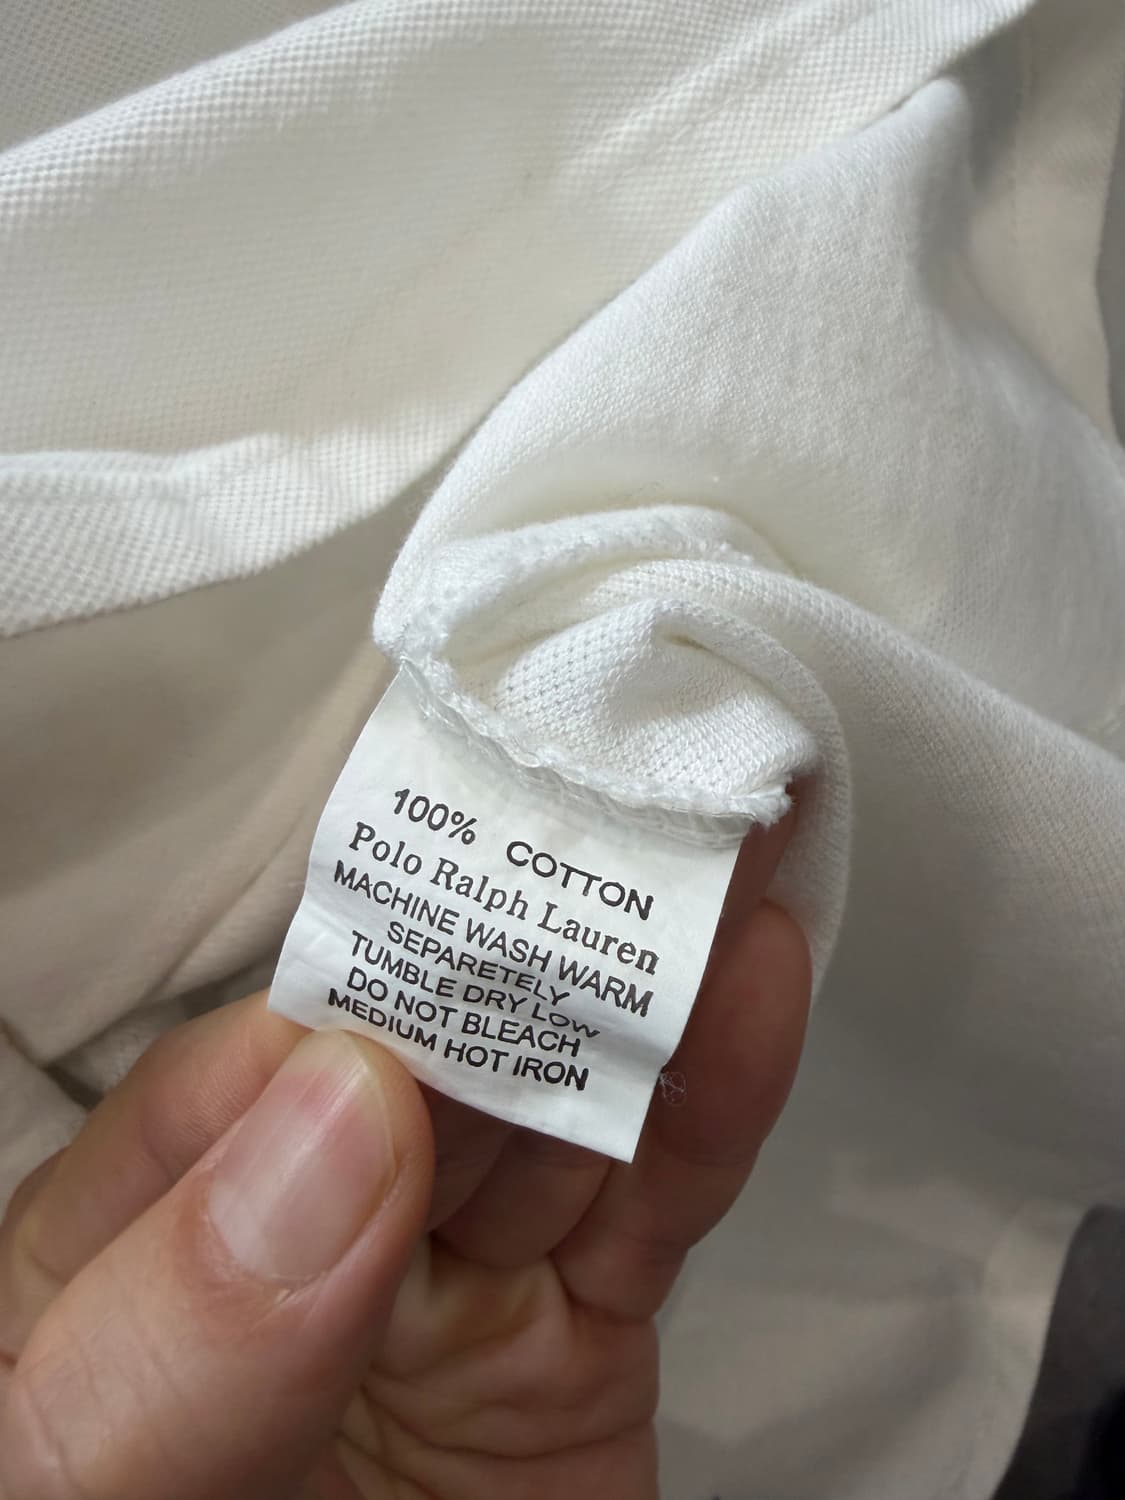 100% COTTON
Polo Ralph Lauren
MACHINE WASH WARM
SEPARETELY
TUMBLE DRY LOW
DO NOT BLEACH
MEDIUM HOT IRON